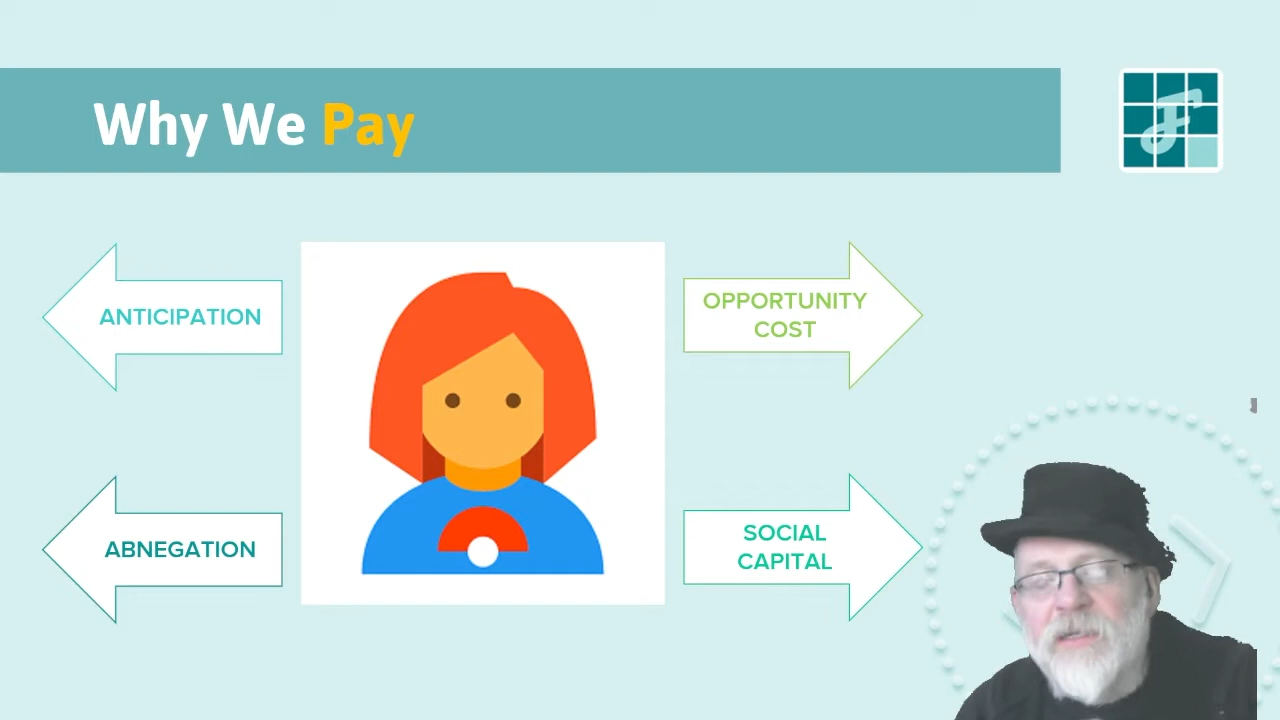 Why We Pay
ANTICIPATION
OPPORTUNITY
COST
ABNEGATION
SOCIAL
CAPITAL